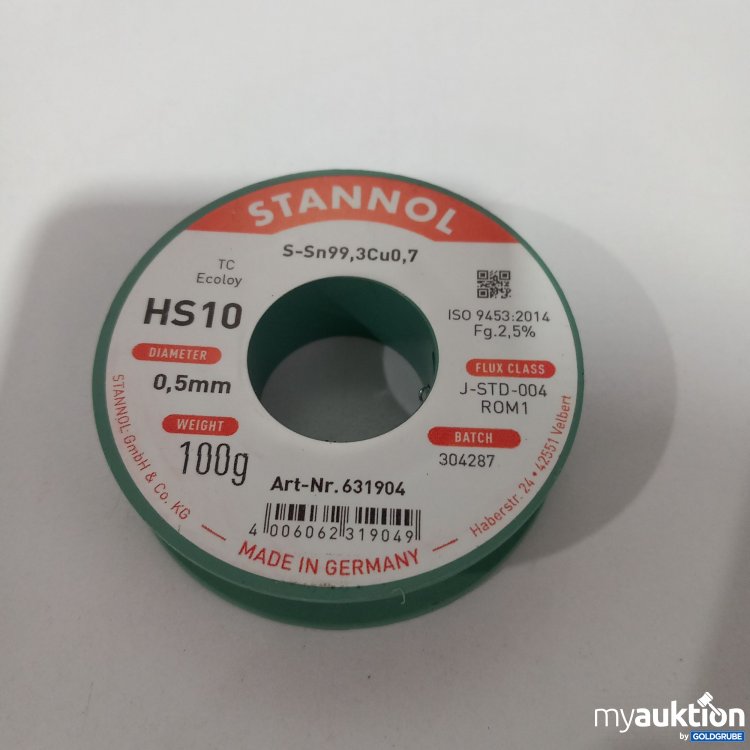 STANNOL
S-Sn99,3Cu0,7
TC
Ecoloy
HS10
DIAMETER
0,5mm
WEIGHT
100g
ISO 9453:2014
Fg.2,5%
FLUX CLASS
J-STD-004
ROM1
BATCH
304287
Art-Nr. 631904
4 006062 319049
STANNOL GmbH & Co. KG
MADE IN GERMANY
Haberstr. 24 • 42551 Velbert
myauktion
by GOLDGRUBE